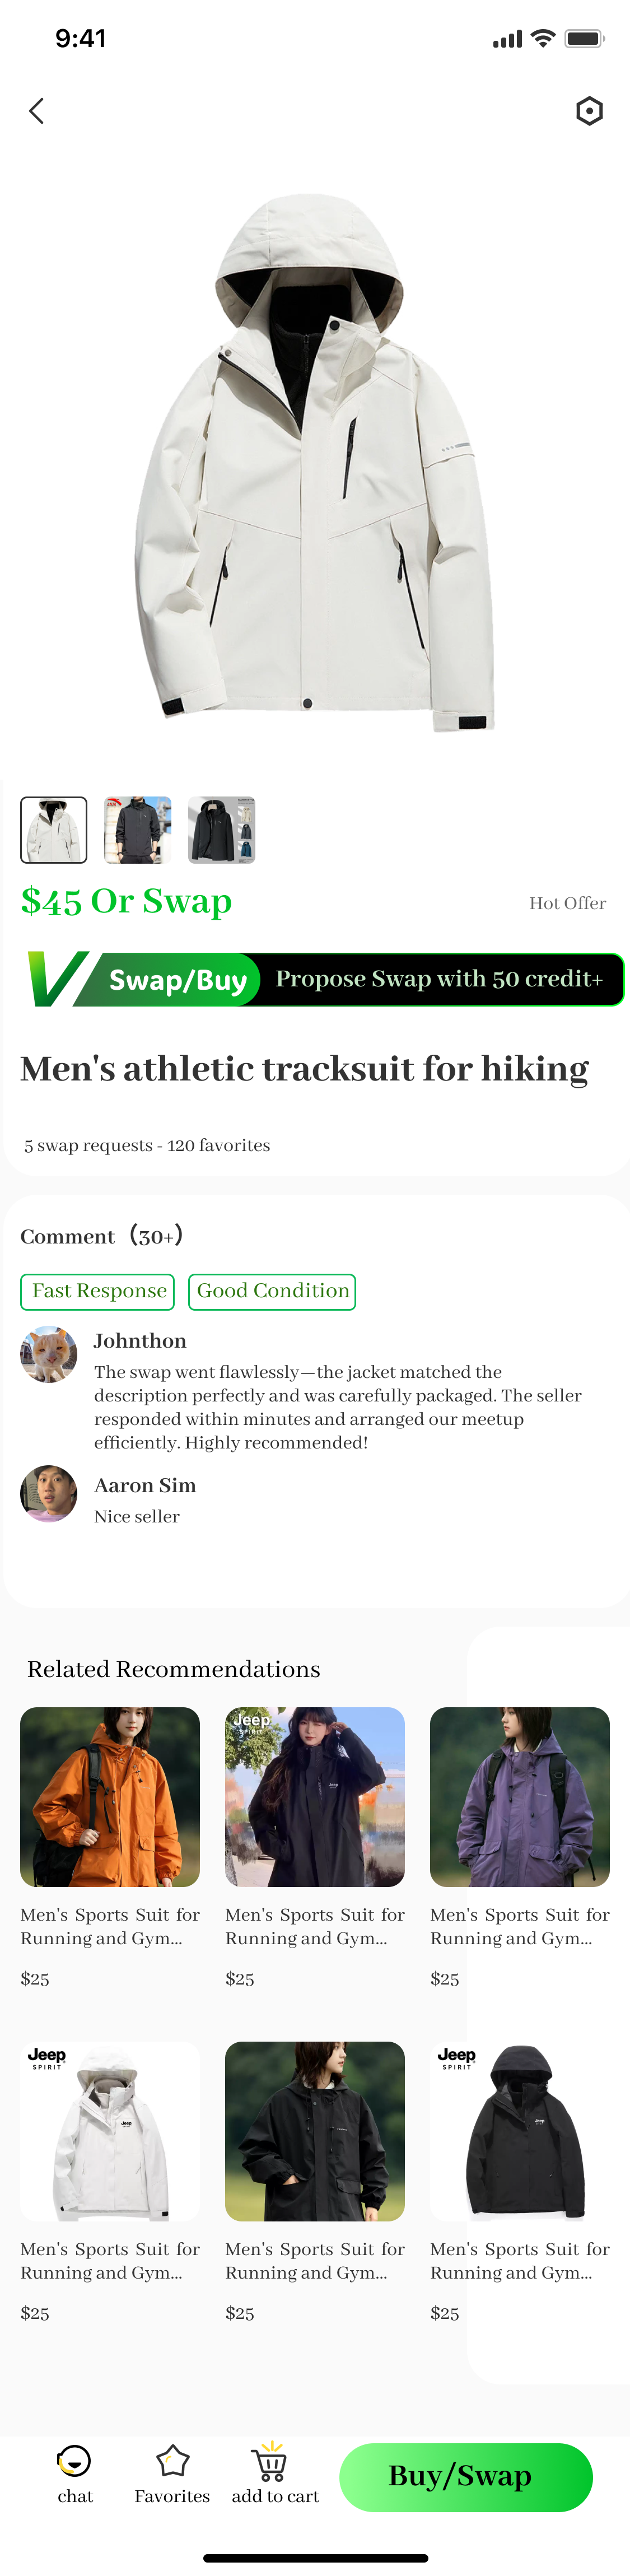 9:41
$45 Or Swap
Hot Offer
Swap/Buy
Propose Swap with 50 credit+
Men's athletic tracksuit for hiking
5 swap requests - 120 favorites
Comment（30+）
Fast Response
Good Condition
Johnthon
The swap went flawlessly—the jacket matched the
description perfectly and was carefully packaged. The seller
responded within minutes and arranged our meetup
efficiently. Highly recommended!
Aaron Sim
Nice seller
Related Recommendations
Jeep
SPIRIT
Jeep
Men's Sports Suit for
Running and Gym...
$25
Men's Sports Suit for
Running and Gym...
$25
Men's Sports Suit for
Running and Gym...
$25
Jeep
SPIRIT
Jeep
Jeep
SPIRIT
Jeep
Men's Sports Suit for
Running and Gym...
$25
Men's Sports Suit for
Running and Gym...
$25
Men's Sports Suit for
Running and Gym...
$25
chat
Favorites
add to cart
Buy/Swap